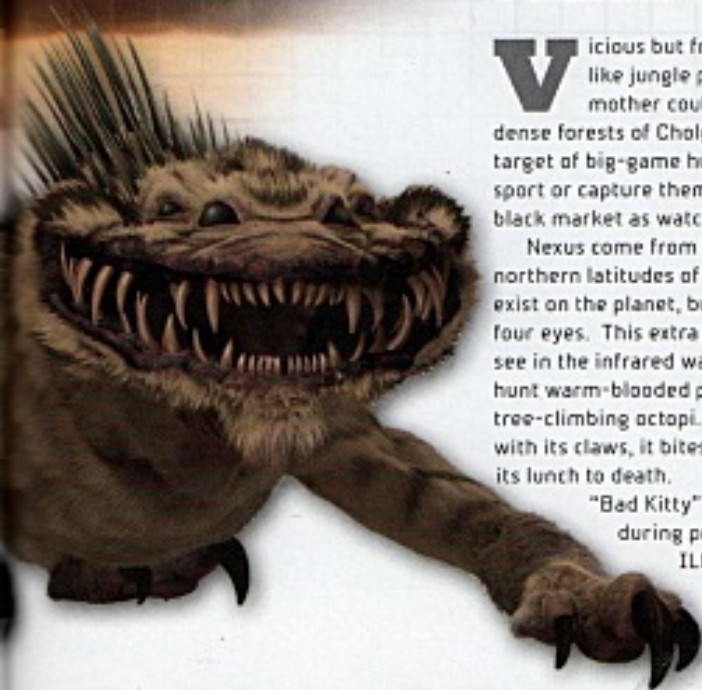 Vicious but fr
like jungle p
mother cou
dense forests of Cholg
target of big-game hu
sport or capture them
black market as watc
Nexus come from
northern latitudes of
exist on the planet, b
four eyes. This extra
see in the infrared wa
hunt warm-blooded p
tree-climbing octopi.
with its claws, it bites
its lunch to death.
"Bad Kitty"
during p
IL